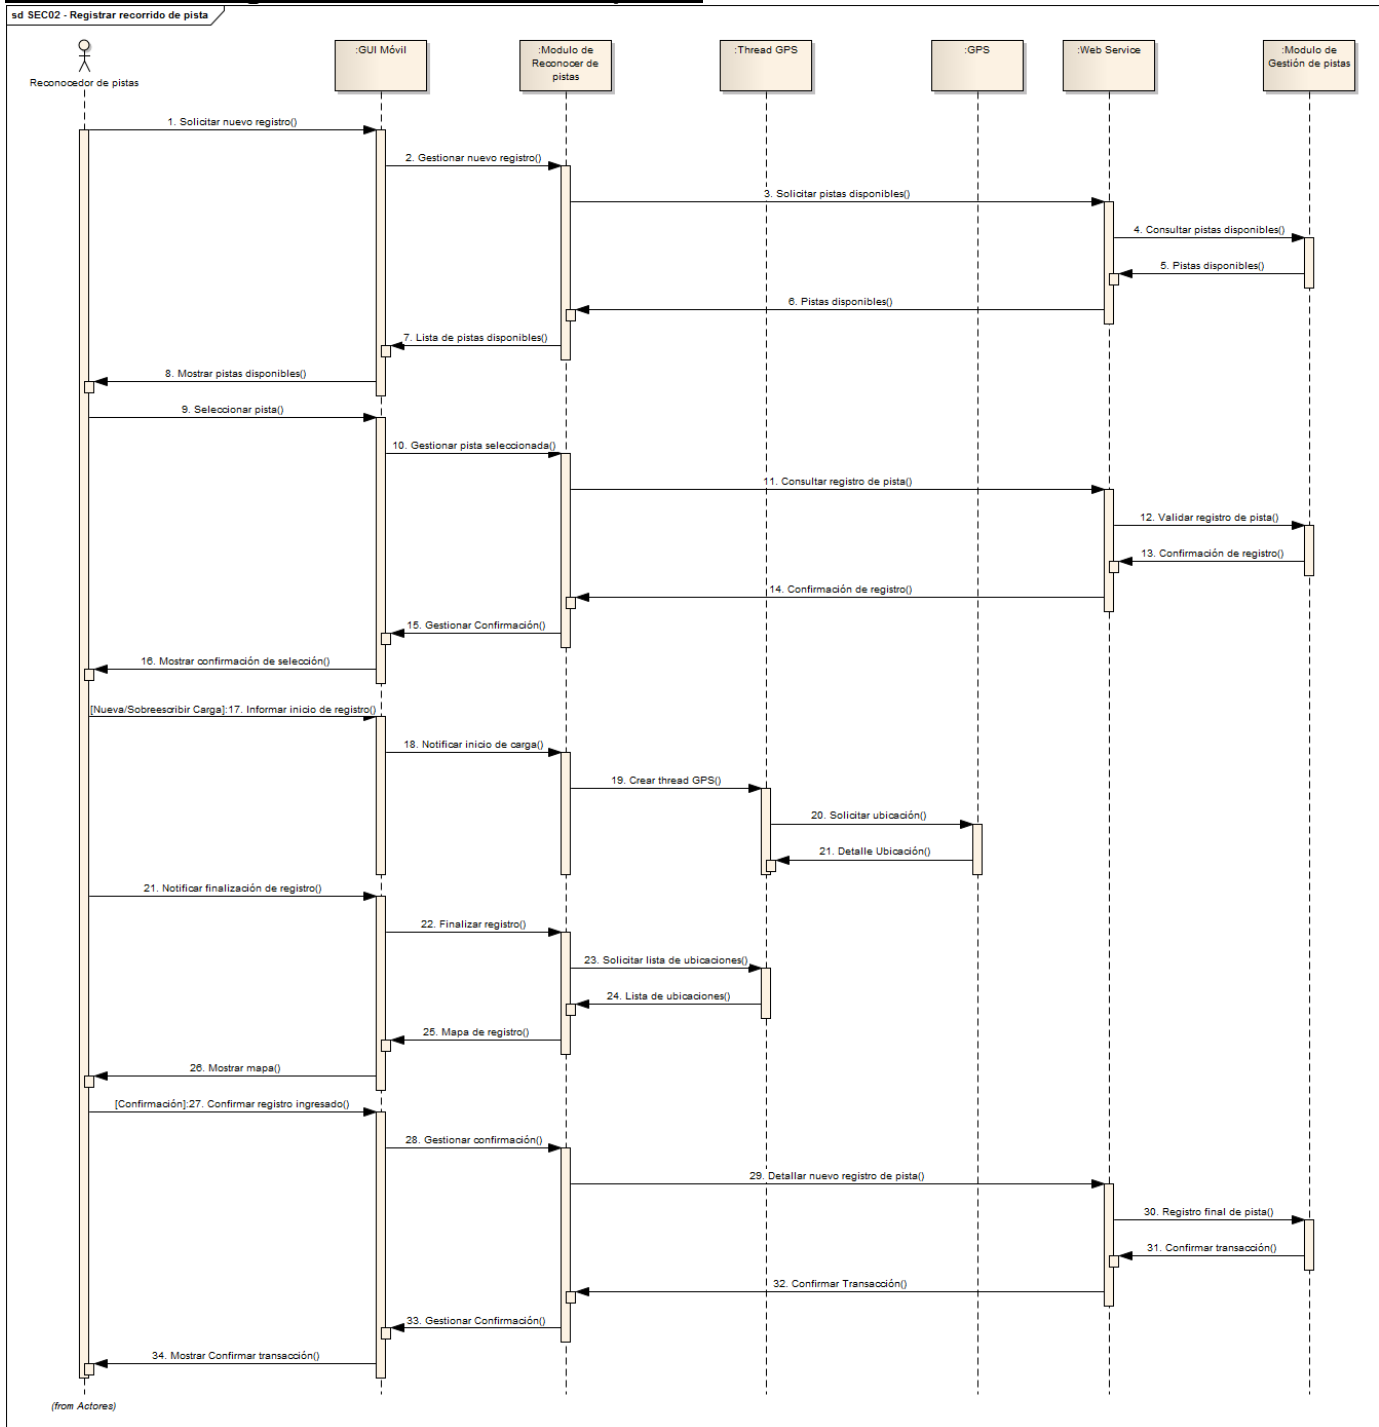 sd SEC02 - Registrar recorrido de pista
Reconocedor de pistas
:GUI Móvil
:Modulo de
Reconocer de
pistas
:Thread GPS
:GPS
:Web Service
:Modulo de
Gestión de pistas
1. Solicitar nuevo registro()
2. Gestionar nuevo registro()
3. Solicitar pistas disponibles()
4. Consultar pistas disponibles()
5. Pistas disponibles()
6. Pistas disponibles()
7. Lista de pistas disponibles()
8. Mostrar pistas disponibles()
9. Seleccionar pista()
10. Gestionar pista seleccionada()
11. Consultar registro de pista()
12. Validar registro de pista()
13. Confirmación de registro()
14. Confirmación de registro()
15. Gestionar Confirmación()
16. Mostrar confirmación de selección()
[Nueva/Sobreescribir Carga]:17. Informar inicio de registro()
18. Notificar inicio de carga()
19. Crear thread GPS()
20. Solicitar ubicación()
21. Detalle Ubicación()
21. Notificar finalización de registro()
22. Finalizar registro()
23. Solicitar lista de ubicaciones()
24. Lista de ubicaciones()
25. Mapa de registro()
26. Mostrar mapa()
[Confirmación]:27. Confirmar registro ingresado()
28. Gestionar confirmación()
29. Detallar nuevo registro de pista()
30. Registro final de pista()
31. Confirmar transacción()
32. Confirmar Transacción()
33. Gestionar Confirmación()
34. Mostrar Confirmar transacción()
(from Actores)